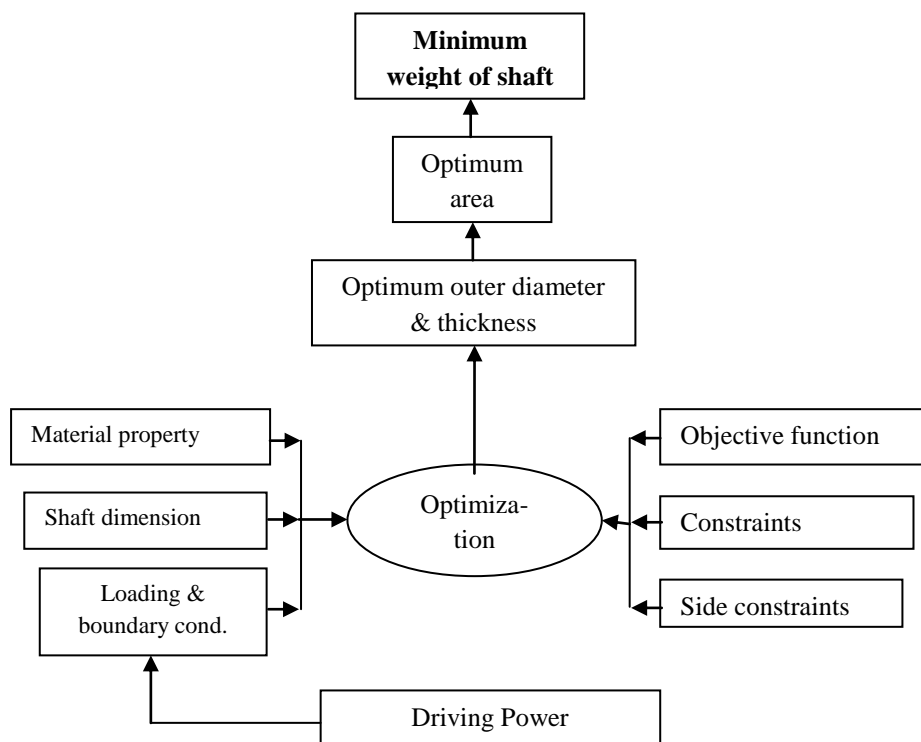 Minimum
weight of shaft
Optimum
area
Optimum outer diameter
& thickness
Material property
Objective function
Shaft dimension
Optimiza-
tion
Constraints
Loading &
boundary cond.
Side constraints
Driving Power